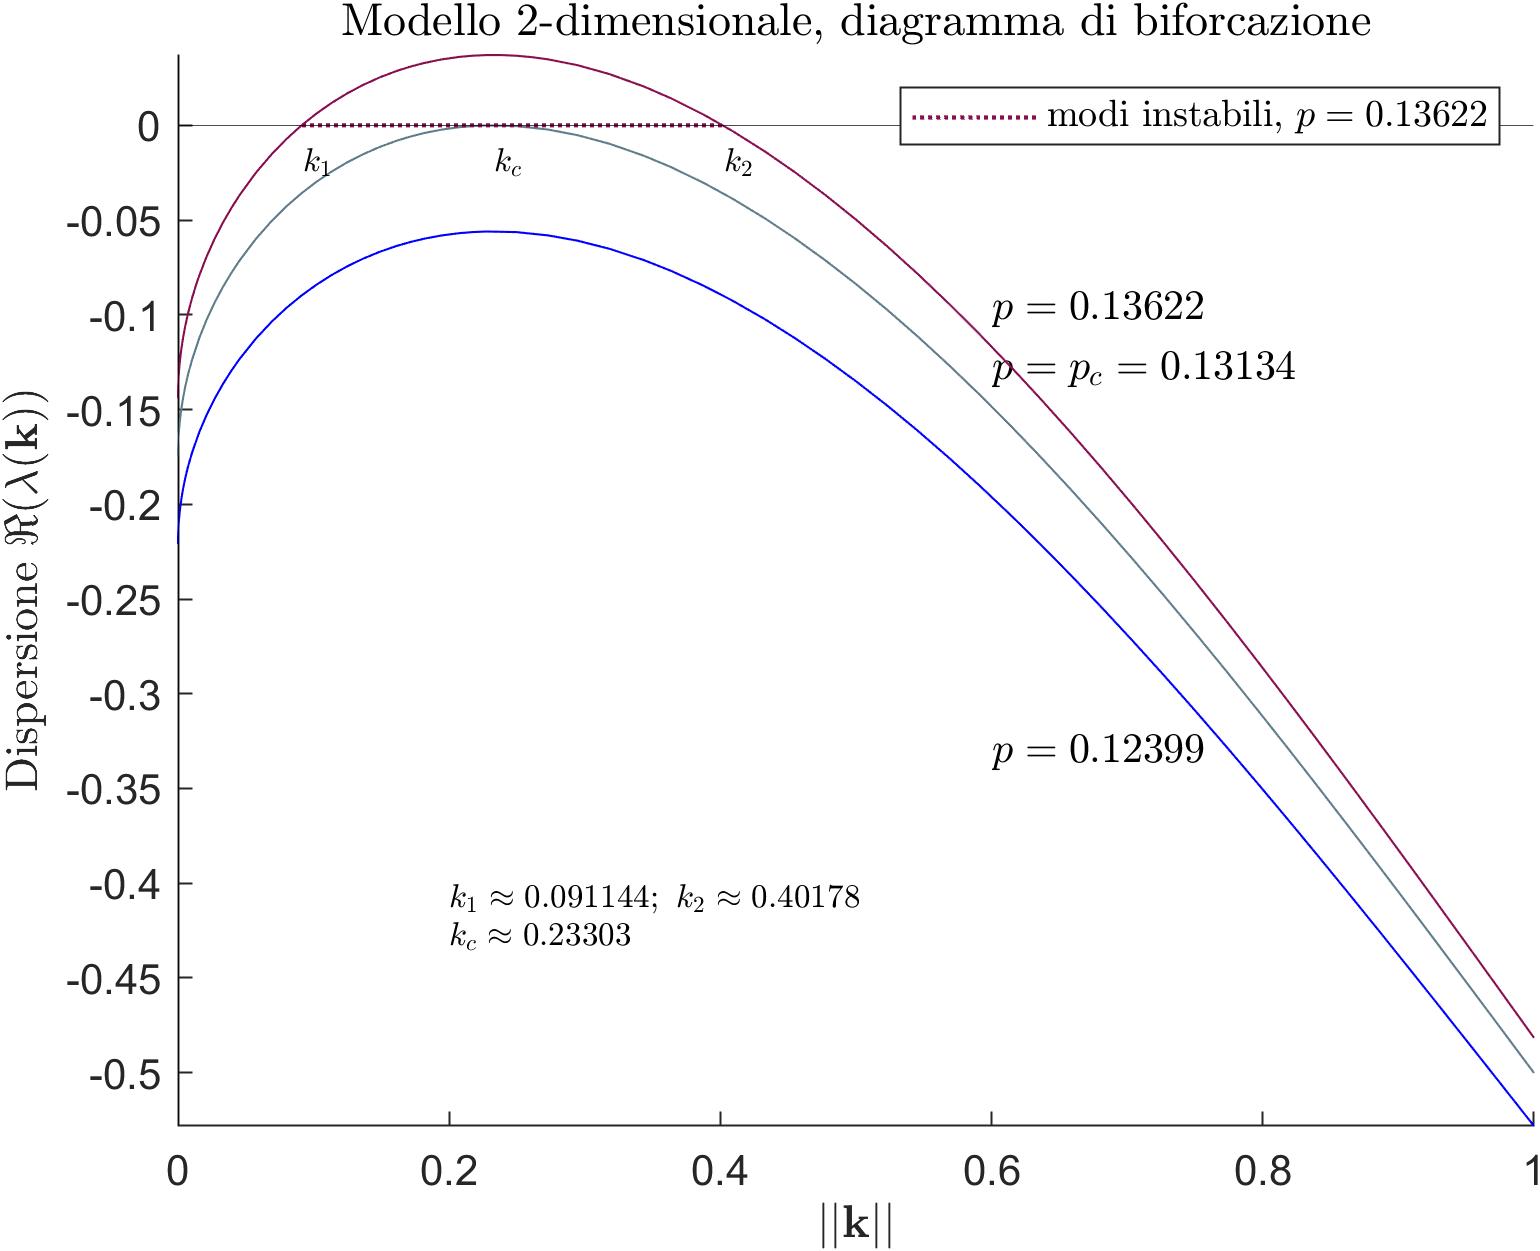 Modello 2-dimensionale, diagramma di biforcazione
modi instabili, p = 0.13622
0
-0.05
-0.1
-0.15
-0.2
-0.25
-0.3
-0.35
-0.4
-0.45
-0.5
Dispersione ℜ(λ(𝐤))
k₁
k_c
k₂
p = 0.13622
p = p_c = 0.13134
p = 0.12399
k₁ ≈ 0.091144; k₂ ≈ 0.40178
k_c ≈ 0.23303
0 0.2 0.4 0.6 0.8 1
||𝐤||